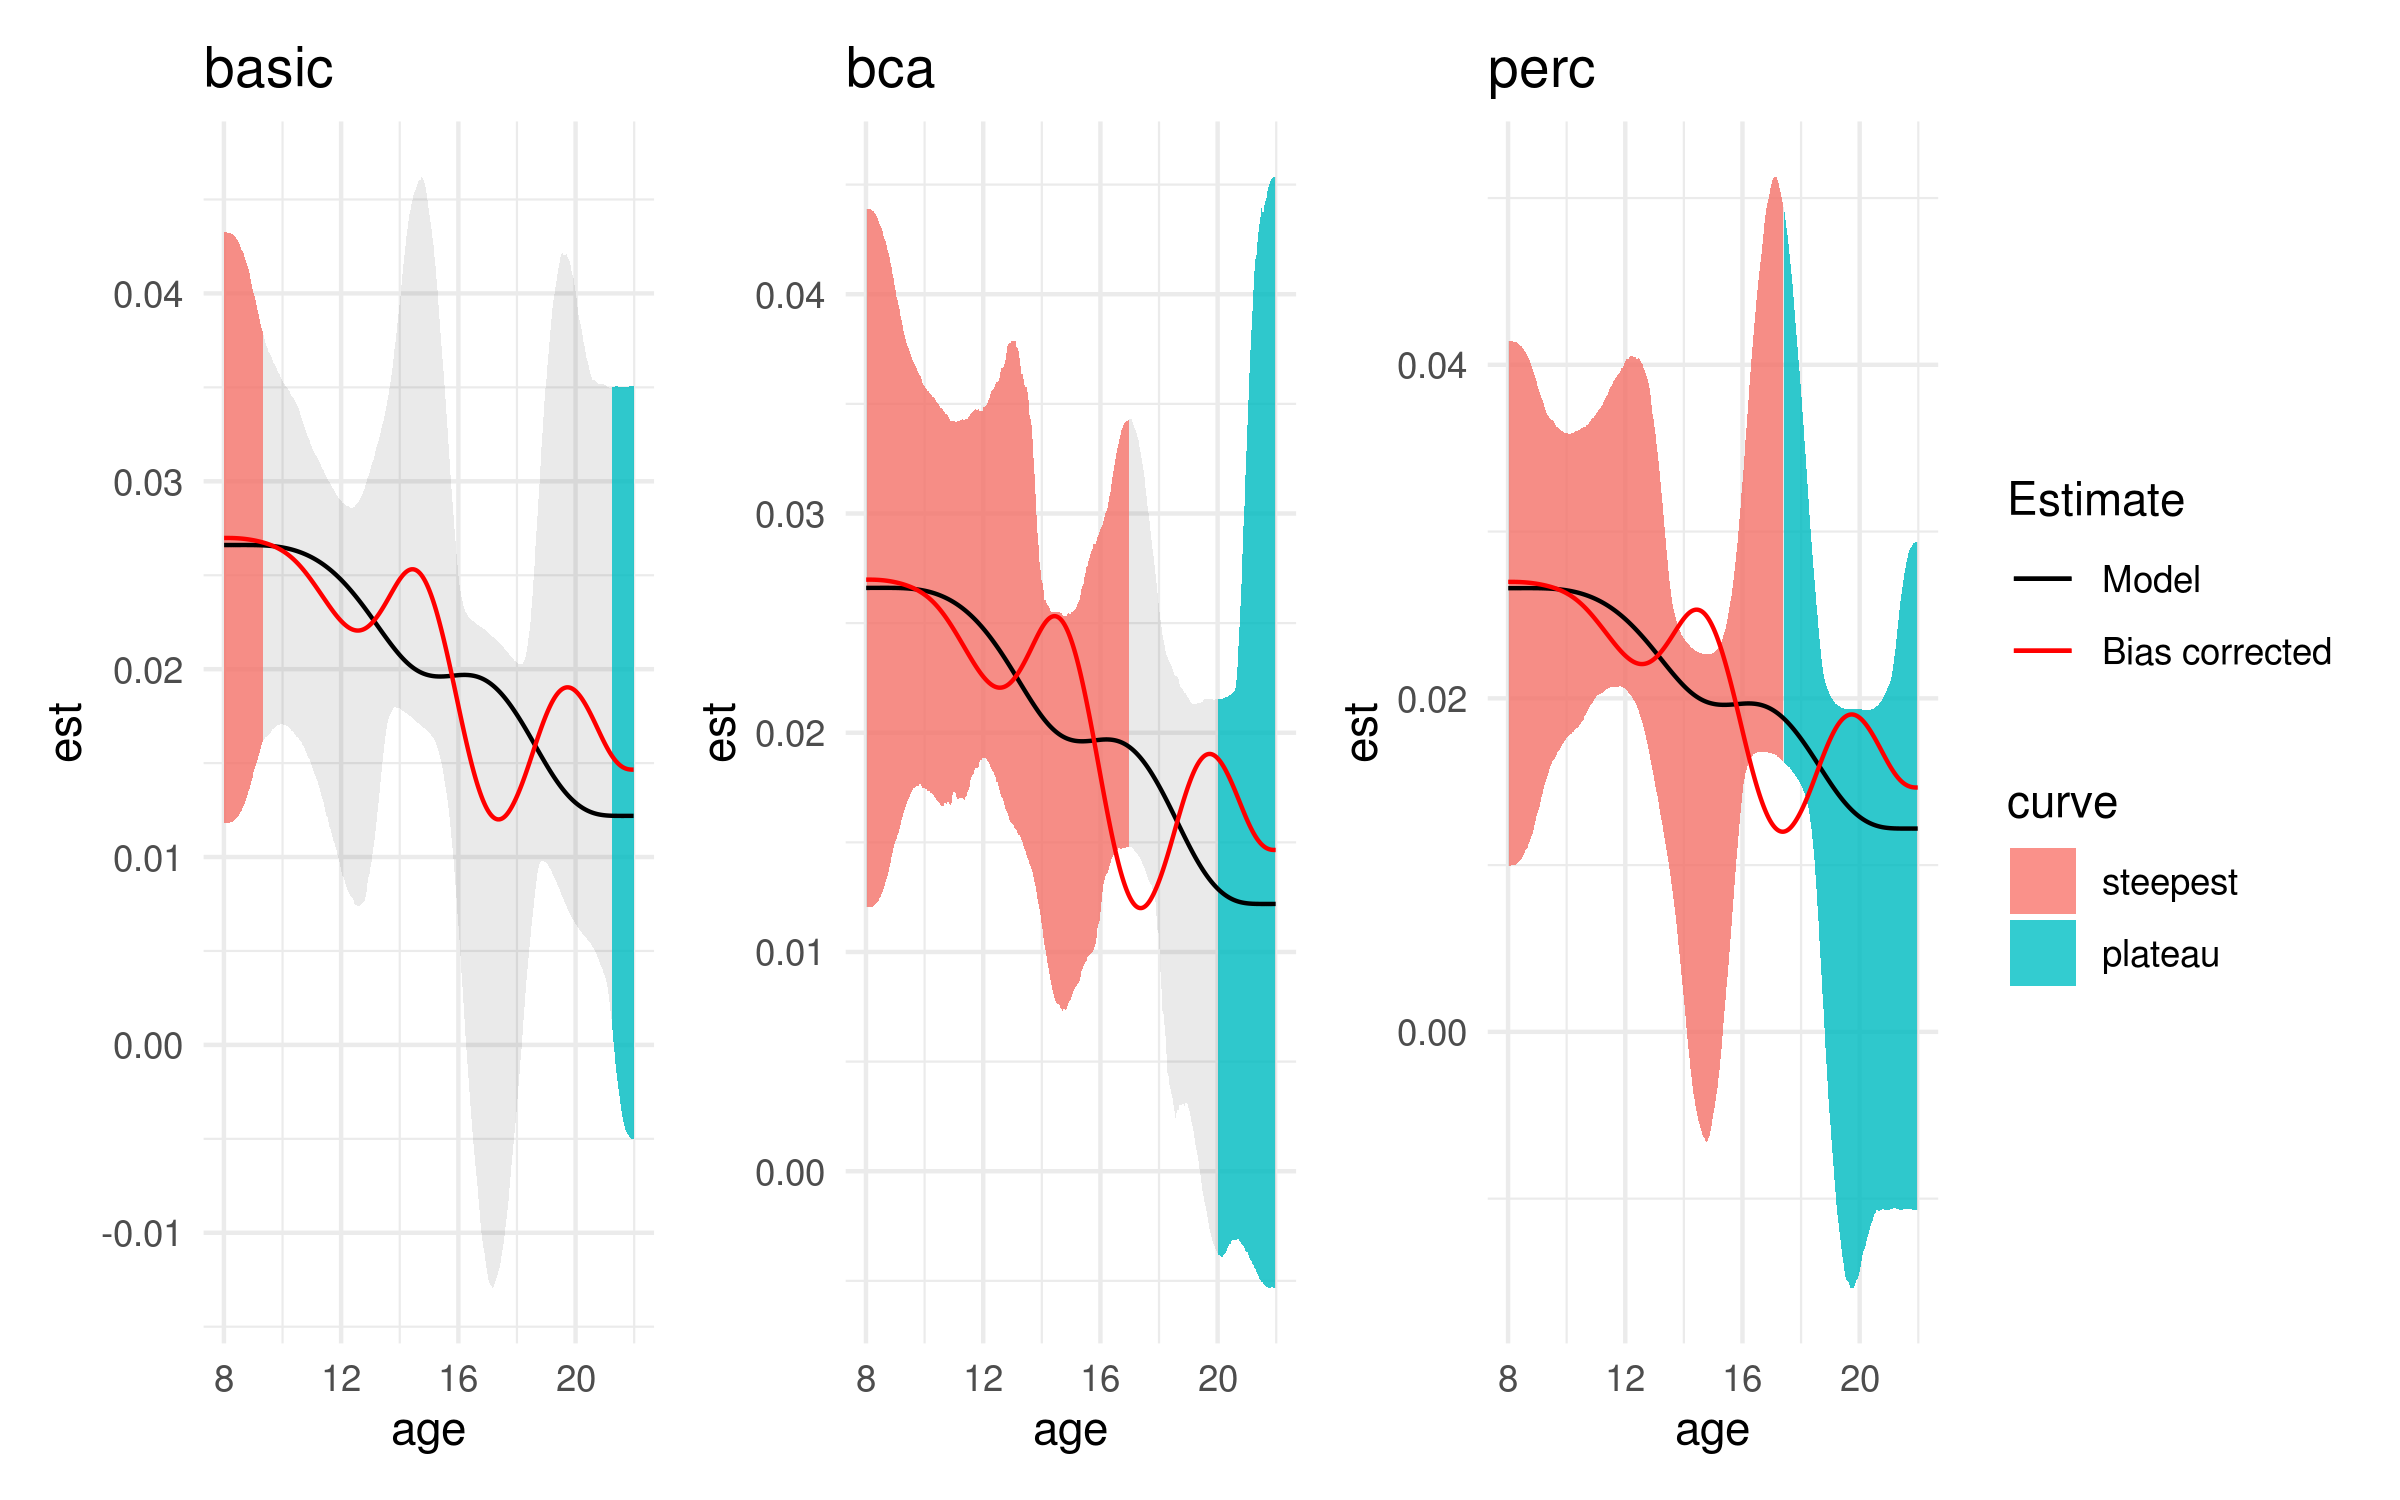 basic
bca
perc
0.04
0.03
0.02
0.01
0.00
-0.01
est
8 12 16 20
age
0.04
0.03
0.02
0.01
0.00
est
8 12 16 20
age
0.04
0.02
0.00
est
8 12 16 20
age
Estimate
Model
Bias corrected
curve
steepest
plateau